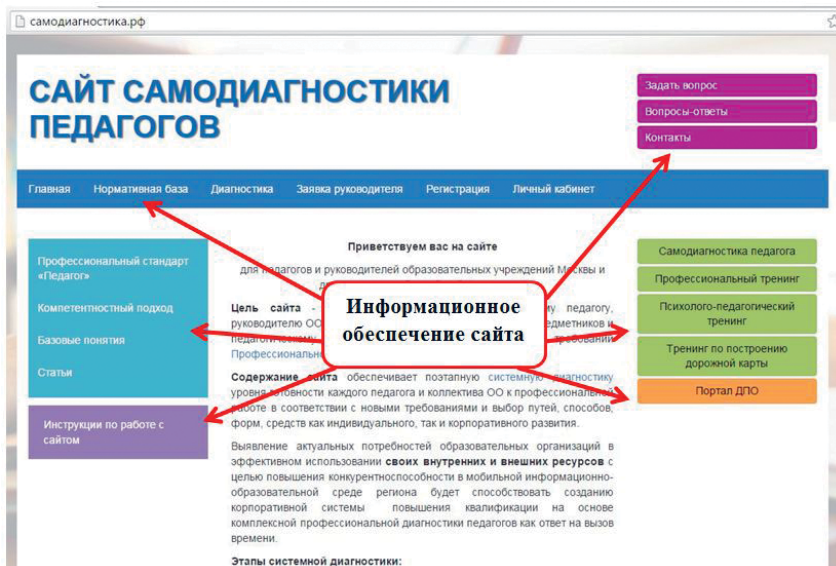 самодиагностика.рф
САЙТ САМОДИАГНОСТИКИ
ПЕДАГОГОВ
Задать вопрос
Вопросы-ответы
Контакты
Главная Нормативная база Диагностика Заявка руководителя Регистрация Личный кабинет
Профессиональный стандарт
«Педагог»
Компетентностный подход
Базовые понятия
Статьи
Инструкции по работе с
сайтом
Приветствуем вас на сайте
для педагогов и руководителей образовательных учреждений Москвы и
Цель сайта - педагогу,
руководителю ОО и
педагогическому требований
Содержание сайта обеспечивает поэтапную системную диагностику
уровня готовности каждого педагога и коллектива ОО к профессиональной
работе в соответствии с новыми требованиями и выбор путей, способов,
форм, средств как индивидуального, так и корпоративного развития.
Выявление актуальных потребностей образовательных организаций в
эффективном использовании своих внутренних и внешних ресурсов с
целью повышения конкурентноспособности в мобильной информационно-
образовательной среде региона будет способствовать созданию
корпоративной системы повышения квалификации на основе
комплексной профессиональной диагностики педагогов как ответ на вызов
времени.
Этапы системной диагностики:
Информационное
обеспечение сайта
Самодиагностика педагога
Профессиональный тренинг
Психолого-педагогический
тренинг
Тренинг по построению
дорожной карты
Портал ДПО